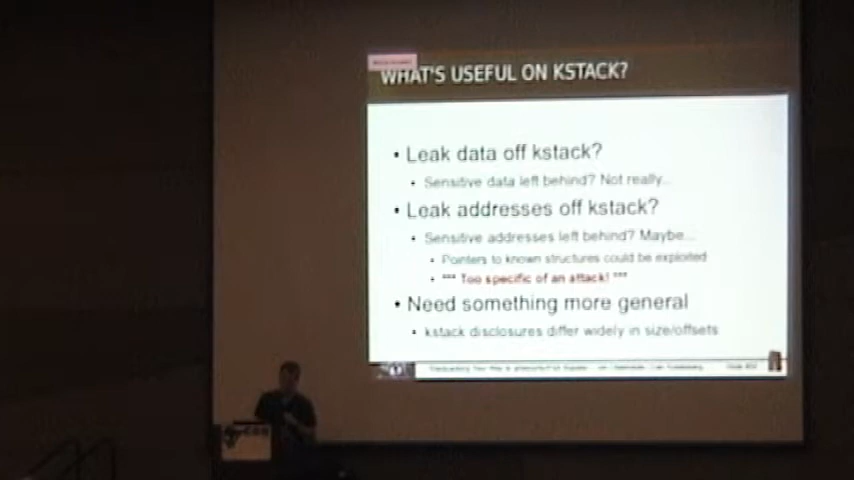 WHAT'S USEFUL ON KSTACK?
• Leak data off kstack?
• Sensitive data left behind? Not really...
• Leak addresses off kstack?
• Sensitive addresses left behind? Maybe...
• Pointers to known structures could be exploited
• *** Too specific of an attack! ***
• Need something more general
• kstack disclosures differ widely in size/offsets